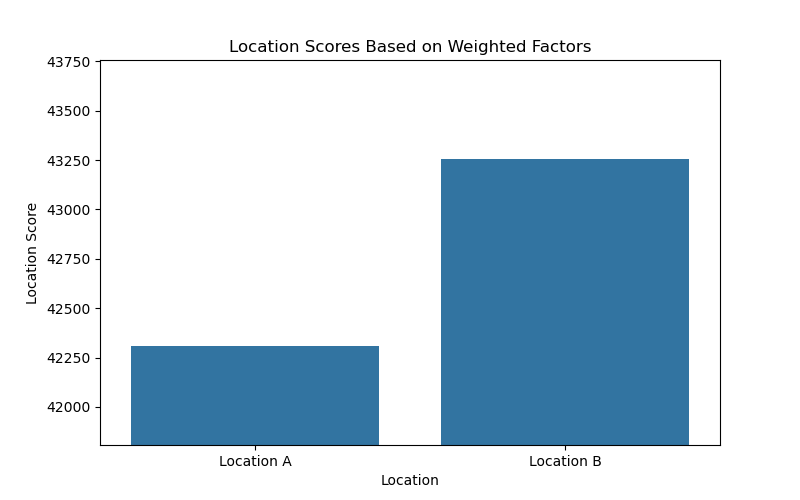 Location Scores Based on Weighted Factors
43750
43500
43250
43000
42750
42500
42250
42000
Location Score
Location A
Location B
Location